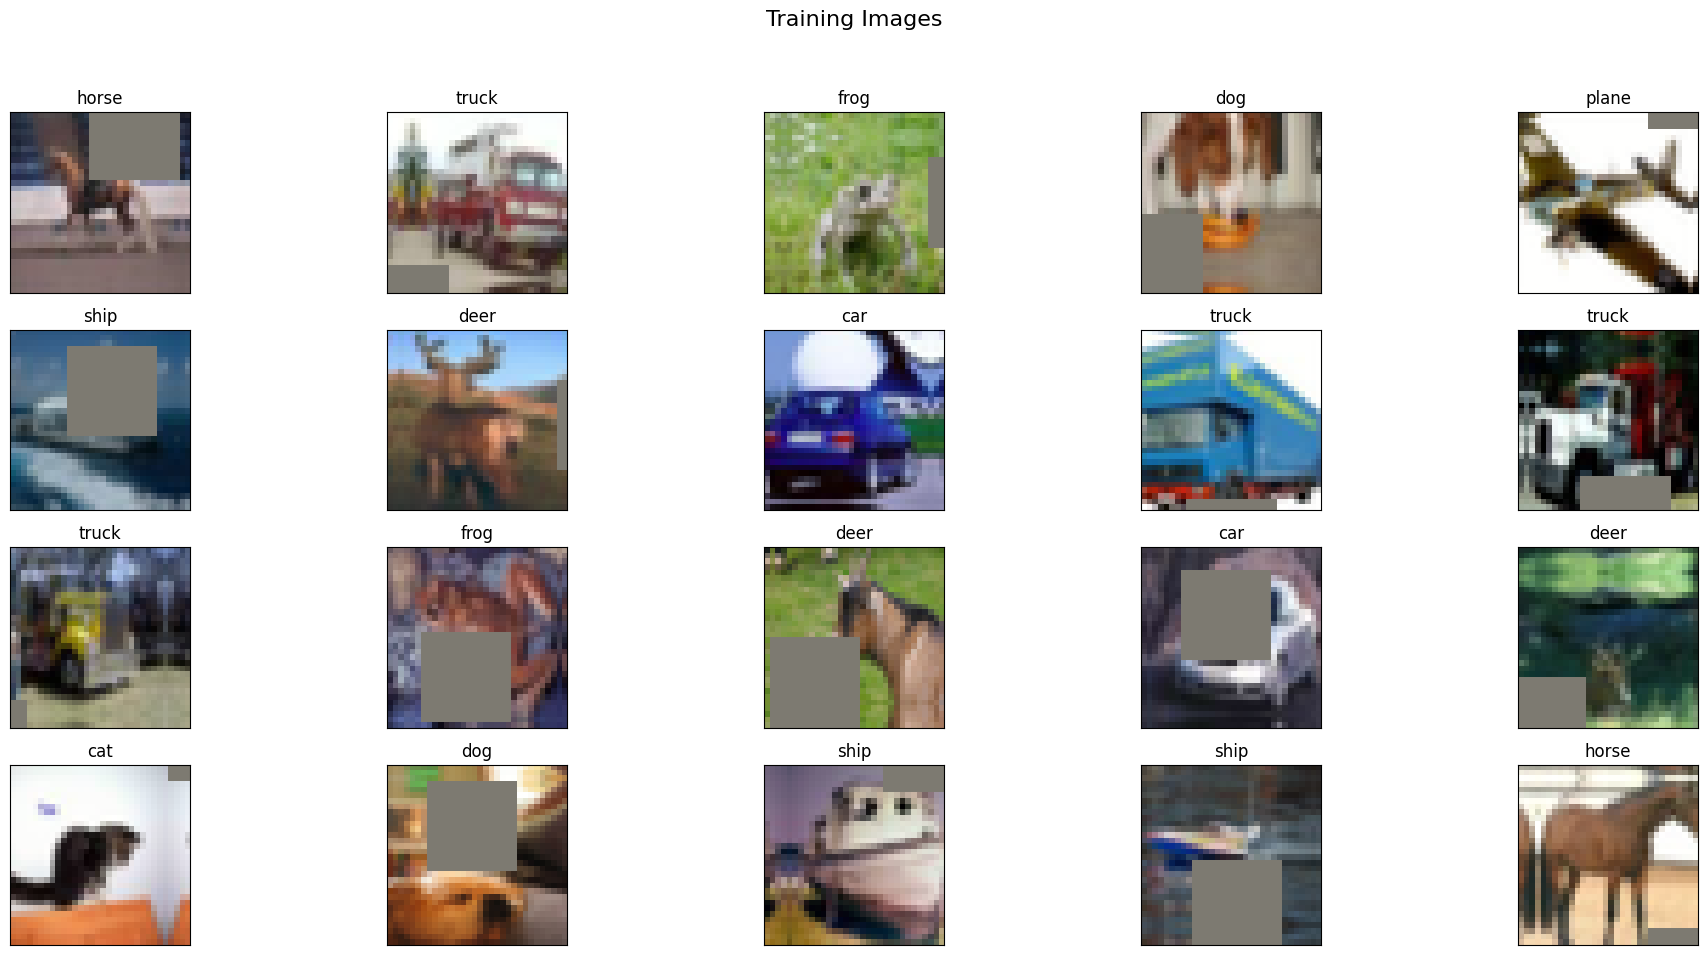 Training Images
horse truck frog dog plane
ship deer car truck truck
truck frog deer car deer
cat dog ship ship horse